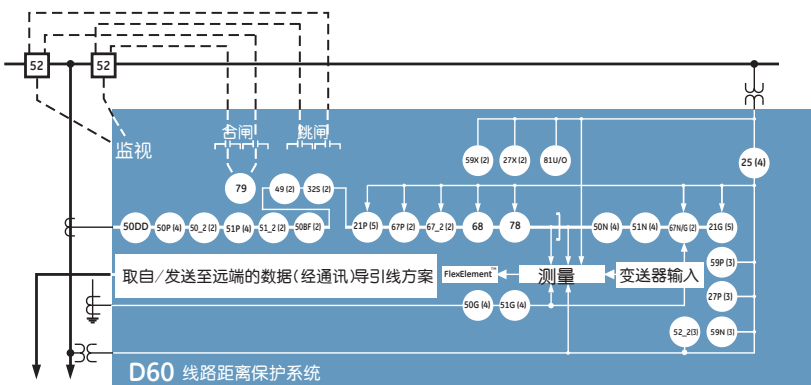 52
52
监视
合闸
跳闸
59X (2)
27X (2)
81U/O
25 (4)
79
49 (2)
32S (2)
50DD
50P (4)
50_2 (2)
51P (4)
51_2 (2)
50BF (2)
21P (5)
67P (2)
67_2 (2)
68
78
50N (4)
51N (4)
67N/G (2)
21G (5)
取自/发送至远端的数据(经通讯)导引线方案
FlexElement™
测量
变送器输入
59P (3)
27P (3)
50G (4)
51G (4)
52_2(3)
59N (3)
D60 线路距离保护系统